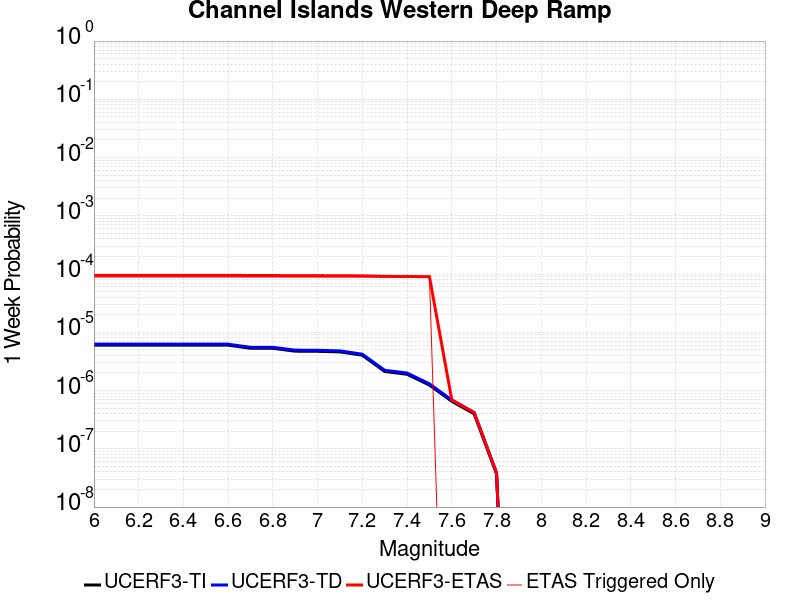 Channel Islands Western Deep Ramp
1 Week Probability
10^0
10^-1
10^-2
10^-3
10^-4
10^-5
10^-6
10^-7
10^-8
6 6.2 6.4 6.6 6.8 7 7.2 7.4 7.6 7.8 8 8.2 8.4 8.6 8.8 9
Magnitude
UCERF3-TI UCERF3-TD UCERF3-ETAS ETAS Triggered Only